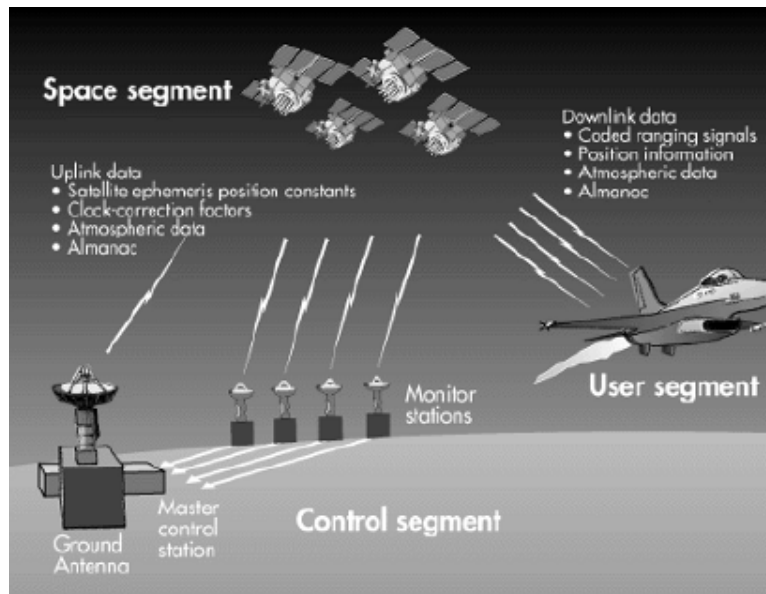 Space segment
Downlink data
• Coded ranging signals
• Position information
• Atmospheric data
• Almanac
Uplink data
• Satellite ephemeris position constants
• Clock-correction factors
• Atmospheric data
• Almanac
User segment
Monitor
stations
Master
control
station
Control segment
Ground
Antenna